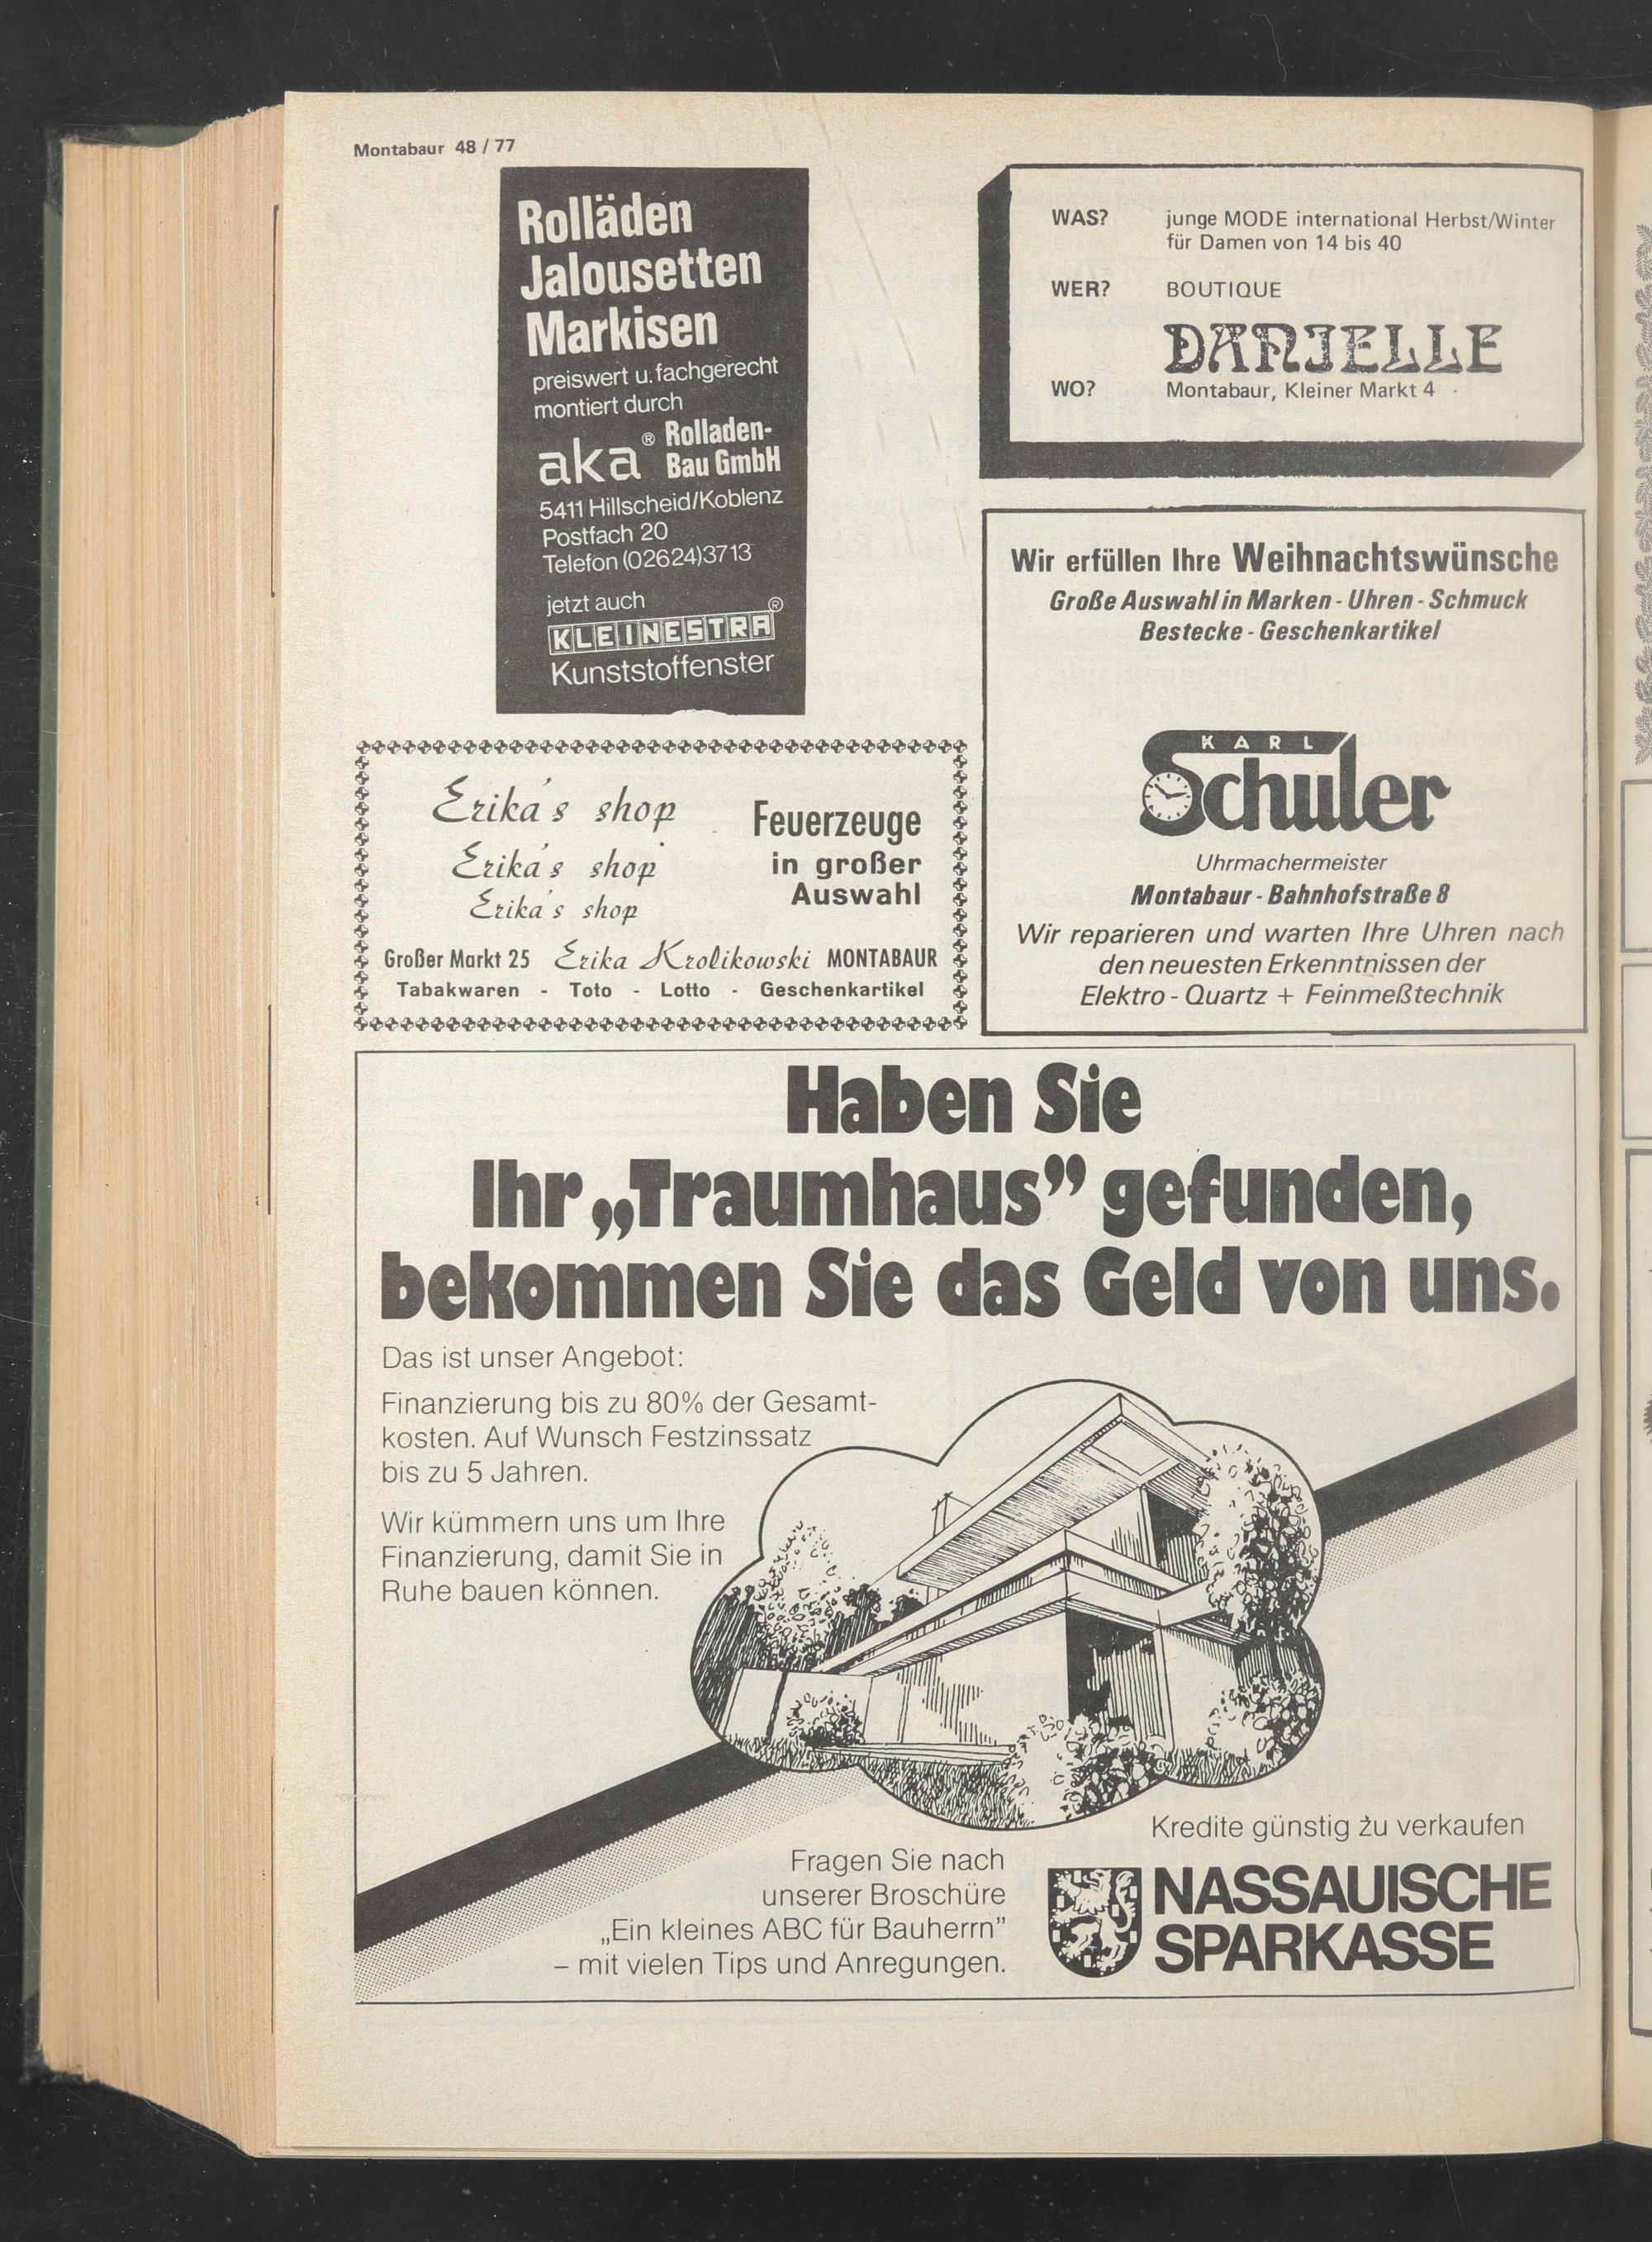 Montabaur 48 / 77
Rolläden
Jalousetten
Markisen
preiswert u. fachgerecht
montiert durch
aka® Rolladen-
Bau GmbH
5411 Hillscheid/Koblenz
Postfach 20
Telefon (02624) 3713
jetzt auch
KLEINESTRA®
Kunststoffenster
WAS? junge MODE international Herbst/Winter
für Damen von 14 bis 40
WER? BOUTIQUE
DANIELLE
WO? Montabaur, Kleiner Markt 4
Wir erfüllen Ihre Weihnachtswünsche
Große Auswahl in Marken - Uhren - Schmuck
Bestecke - Geschenkartikel
KARL
Schuler
Uhrmachermeister
Montabaur - Bahnhofstraße 8
Wir reparieren und warten Ihre Uhren nach
den neuesten Erkenntnissen der
Elektro - Quartz + Feinmeßtechnik
Erika's shop
Erika's shop
Erika's shop
Feuerzeuge
in großer
Auswahl
Großer Markt 25 Erika Krolikowski MONTABAUR
Tabakwaren - Toto - Lotto - Geschenkartikel
Haben Sie
Ihr „Traumhaus” gefunden,
bekommen Sie das Geld von uns.
Das ist unser Angebot:
Finanzierung bis zu 80% der Gesamt-
kosten. Auf Wunsch Festzinssatz
bis zu 5 Jahren.
Wir kümmern uns um Ihre
Finanzierung, damit Sie in
Ruhe bauen können.
Fragen Sie nach
unserer Broschüre
„Ein kleines ABC für Bauherrn”
– mit vielen Tips und Anregungen.
Kredite günstig zu verkaufen
NASSAUISCHE
SPARKASSE